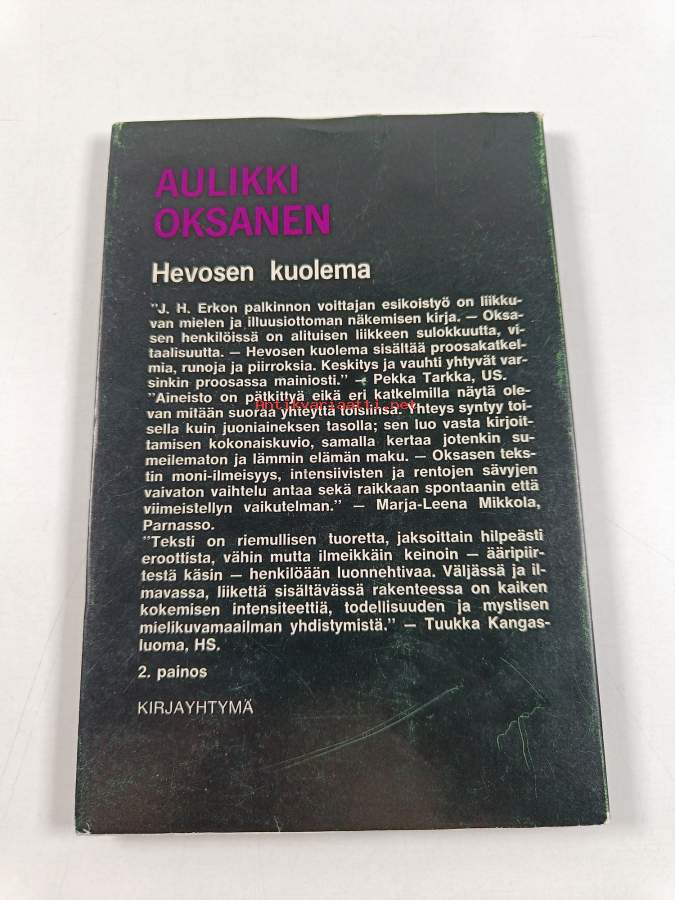 AULIKKI
OKSANEN
Hevosen kuolema
"J. H. Erkon palkinnon voittajan esikoistyö on liikku-
van mielen ja illuusiottoman näkemisen kirja. — Oksa-
sen henkilöissä on alituisen liikkeen sulokkuutta, vi-
taalisuutta. — Hevosen kuolema sisältää proosakatkel-
mia, runoja ja piirroksia. Keskitys ja vauhti yhtyvät var-
sinkin proosassa mainiosti." — Pekka Tarkka, US.
"Aineisto on pätkittyä eikä eri katkelmilla näytä ole-
van mitään suoraa yhteyttä toisiinsa. Yhteys syntyy toi-
Antikvariaatti.net
sella kuin juoniaineksen tasolla; sen luo vasta kirjoit-
tamisen kokonaiskuvio, samalla kertaa jotenkin su-
meilematon ja lämmin elämän maku. — Oksasen teks-
tin moni-ilmeisyys, intensiivisten ja rentojen sävyjen
vaivaton vaihtelu antaa sekä raikkaan spontaanin että
viimeistellyn vaikutelman." — Marja-Leena Mikkola,
Parnasso.
"Teksti on riemullisen tuoretta, jaksoittain hilpeästi
eroottista, vähin mutta ilmeikkäin keinoin — ääripiir-
testä käsin — henkilöään luonnehtivaa. Väljässä ja il-
mavassa, liikettä sisältävässä rakenteessa on kaiken
kokemisen intensiteettiä, todellisuuden ja mystisen
mielikuvamaailman yhdistymistä." — Tuukka Kangas-
luoma, HS.
2. painos
KIRJAYHTYMÄ